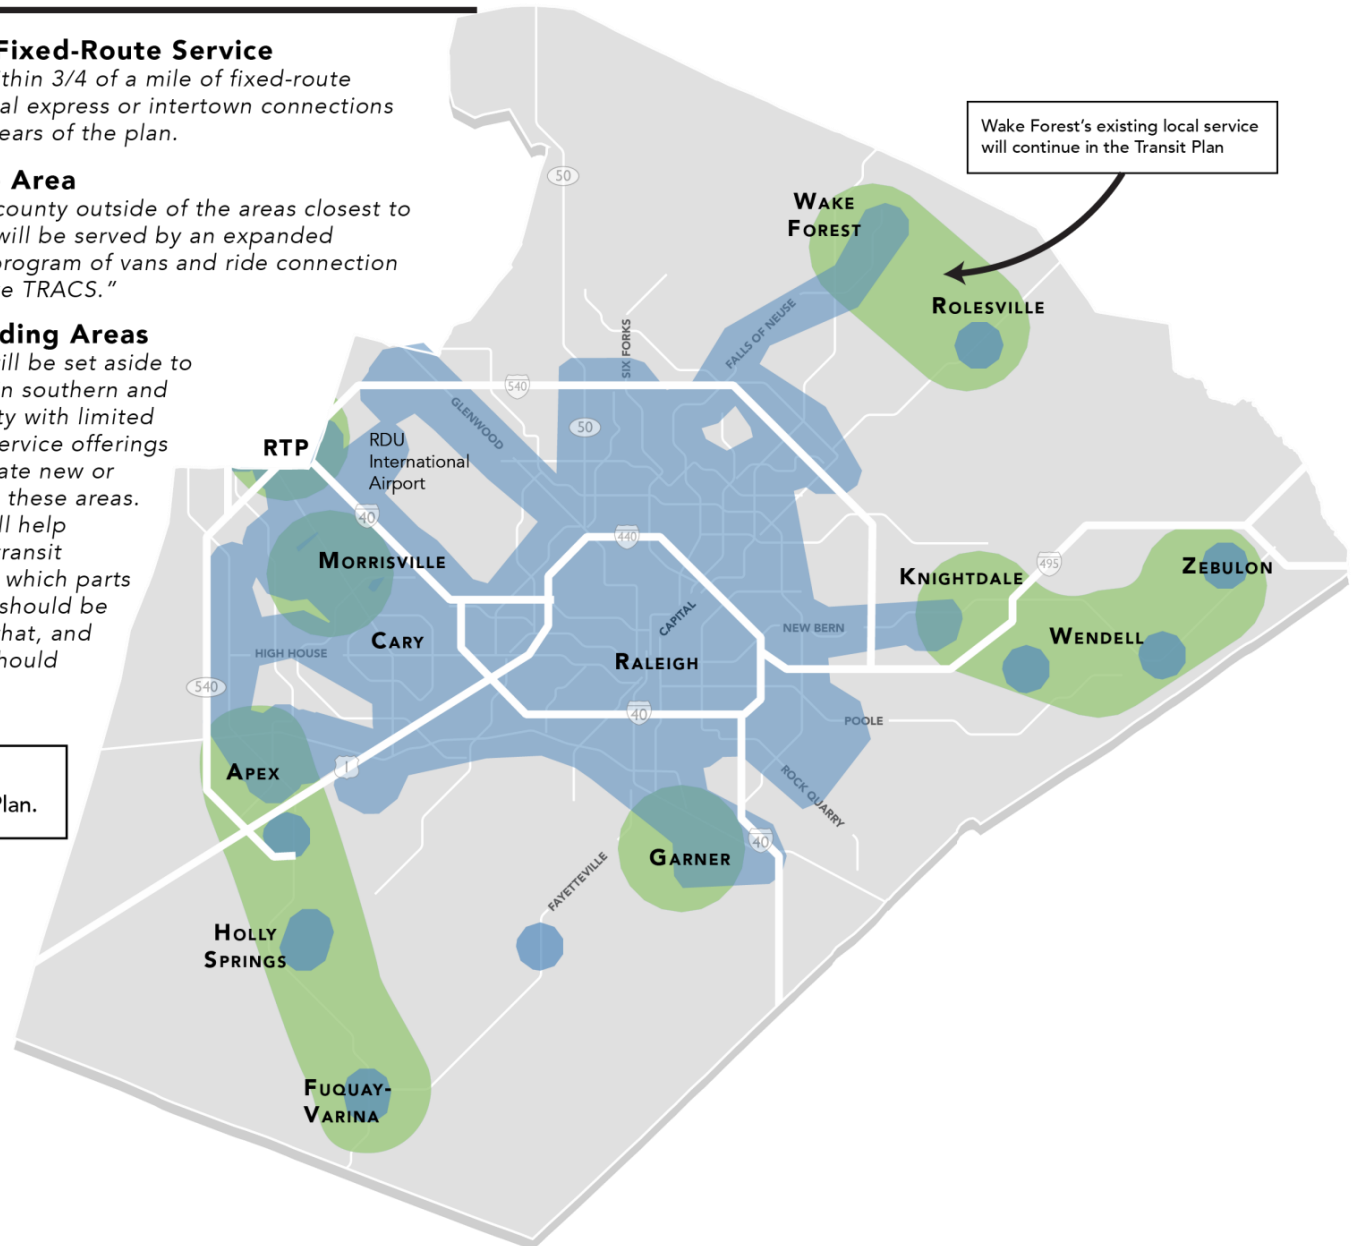 Fixed-Route Service
thin 3/4 of a mile of fixed-route
al express or intertown connections
ears of the plan.
Area
county outside of the areas closest to
will be served by an expanded
program of vans and ride connection
e TRACS.”
ding Areas
ill be set aside to
n southern and
ty with limited
ervice offerings
ate new or
these areas.
ll help
transit
which parts
should be
hat, and
hould
Plan.
Wake Forest’s existing local service
will continue in the Transit Plan
50
WAKE
FOREST
ROLESVILLE
FALLS OF NEUSE
SIX FORKS
540
GLENWOOD
50
RTP
RDU
International
Airport
40
440
MORRISVILLE
KNIGHTDALE
495
ZEBULON
CAPITAL
NEW BERN
WENDELL
CARY
HIGH HOUSE
RALEIGH
540
40
POOLE
APEX
1
ROCK QUARRY
40
GARNER
FAYETTEVILLE
HOLLY
SPRINGS
FUQUAY-
VARINA